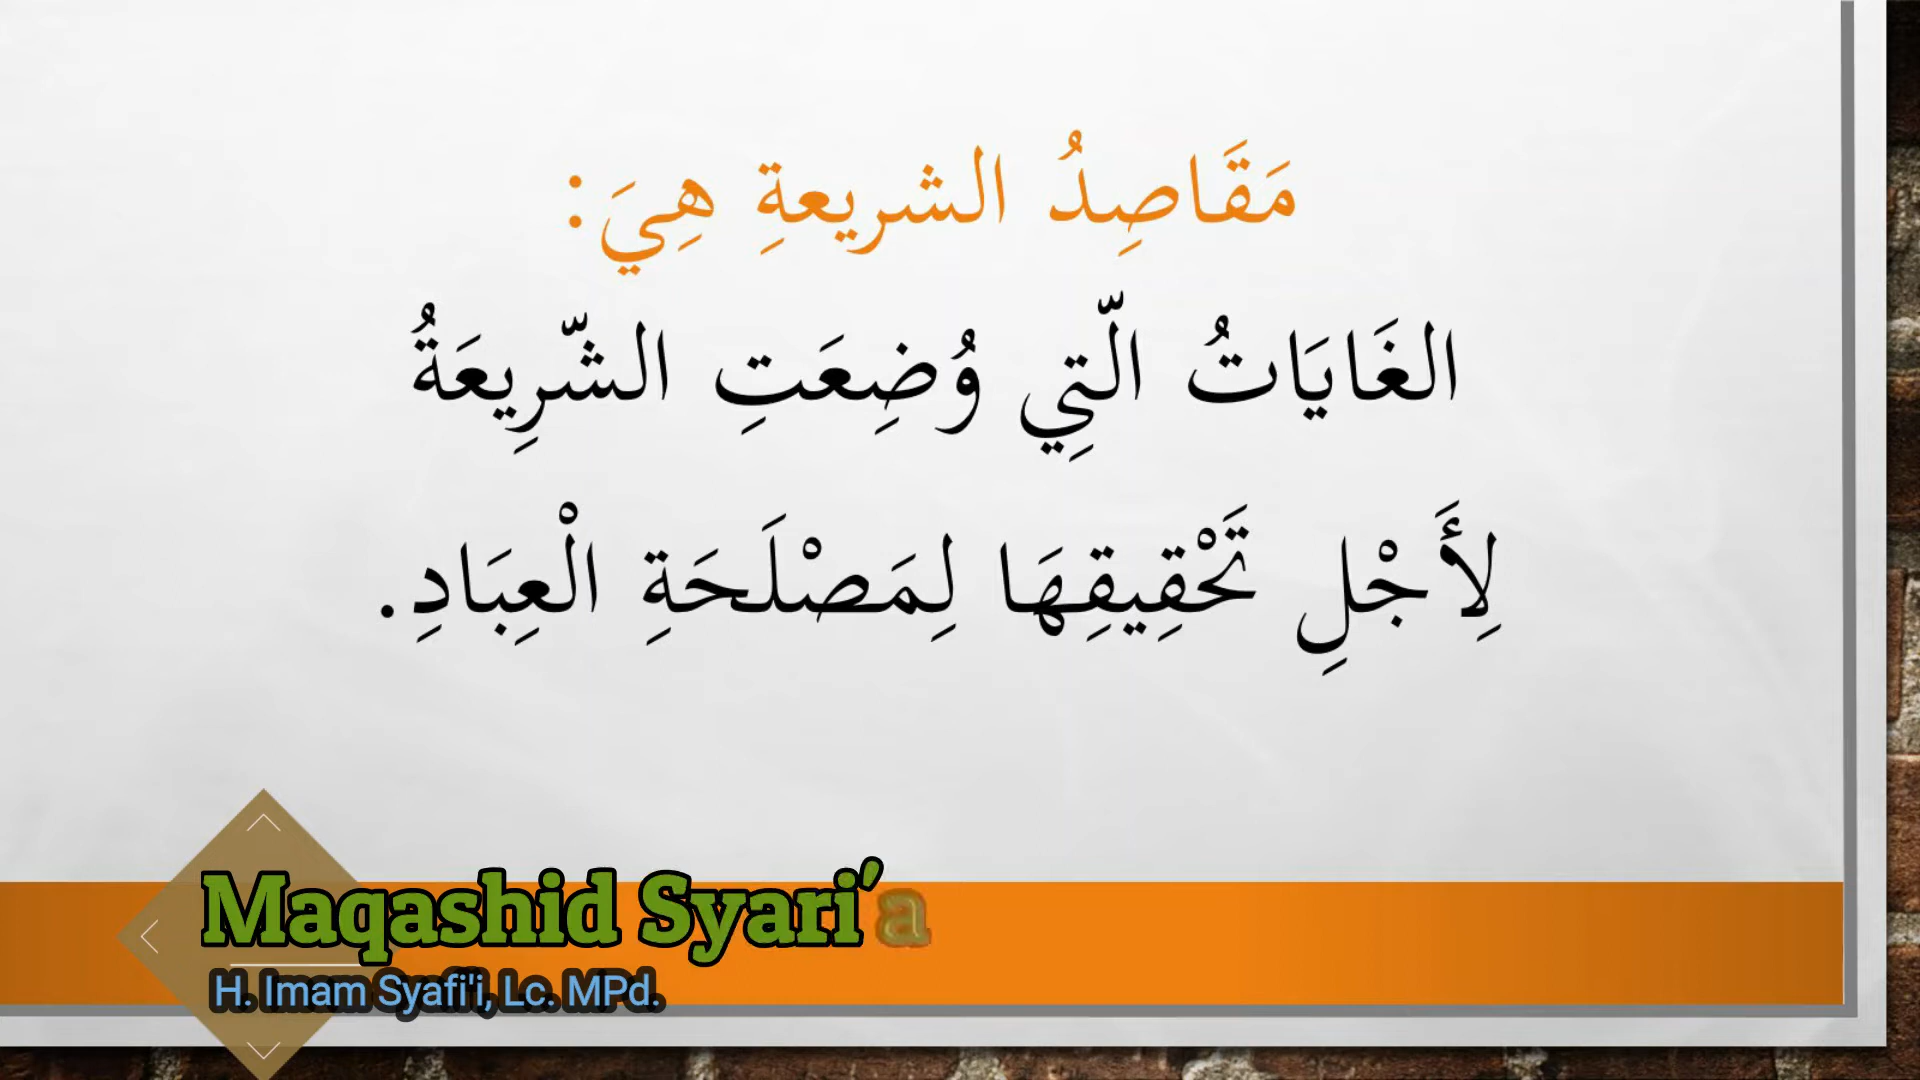 مَقَاصِدُ الشريعةِ هِيَ:
الغَايَاتُ الّتِي وُضِعَتِ الشّرِيعَةُ
لِأَجْلِ تَحْقِيقِهَا لِمَصْلَحَةِ الْعِبَادِ.
Maqashid Syari'a
H. Imam Syafi'i, Lc. MPd.